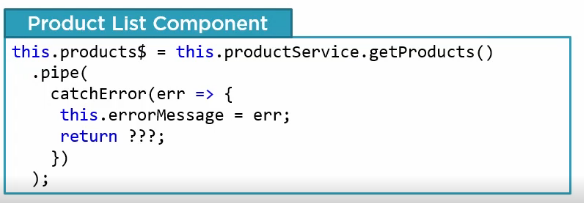 Product List Component
this.products$ = this.productService.getProducts()
.pipe(
catchError(err => {
this.errorMessage = err;
return ???;
})
);